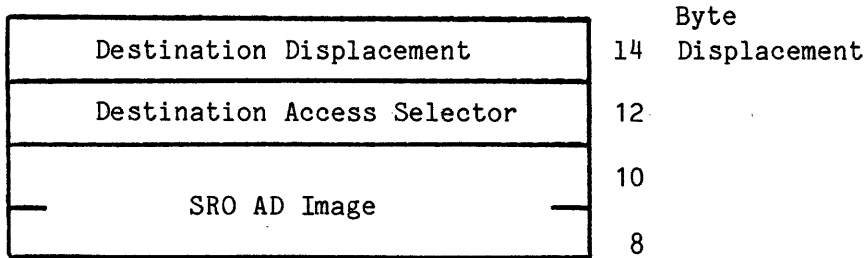 Byte
Destination Displacement 14 Displacement
Destination Access Selector 12
10
SRO AD Image
8